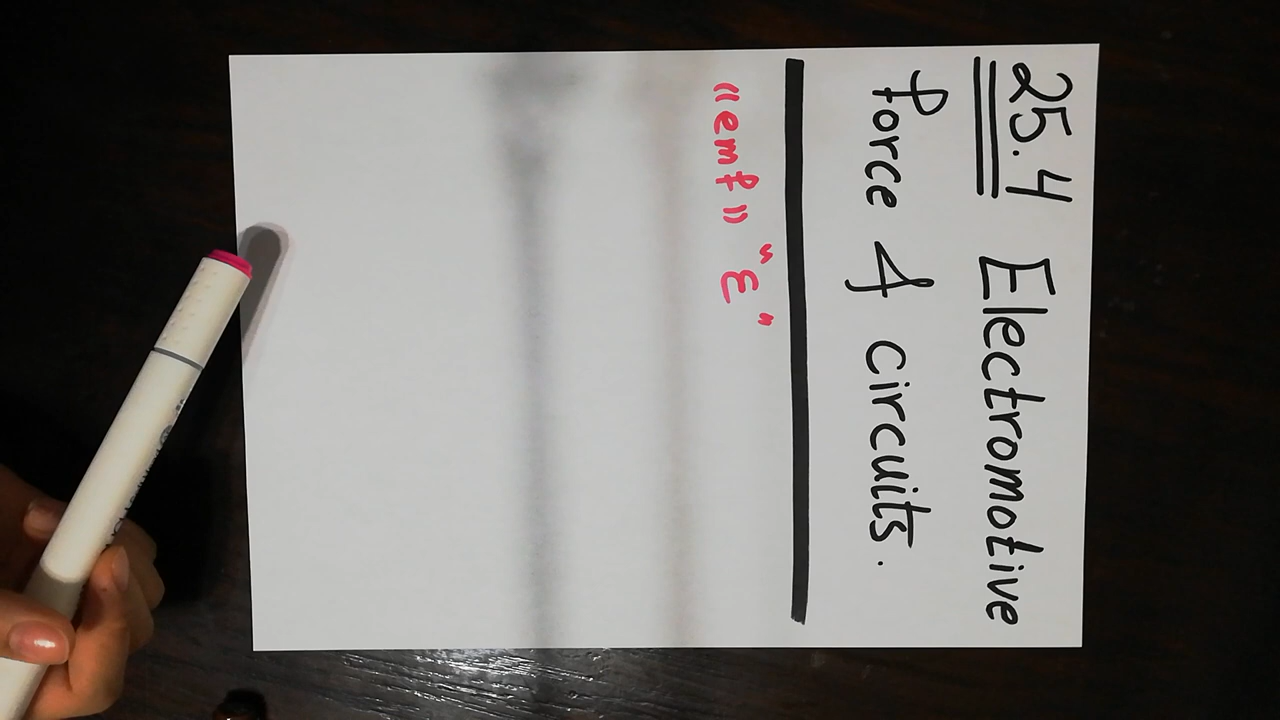 25.4 Electromotive
force & circuits.
"emf" "ε"